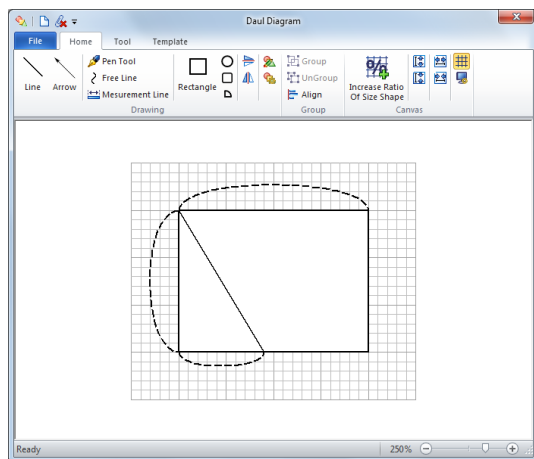 Daul Diagram
File Home Tool Template
Line
Arrow
Pen Tool
Free Line
Mesurement Line
Drawing
Rectangle
Group
UnGroup
Align
Group
Increase Ratio
Of Size Shape
Canvas
Ready
250%